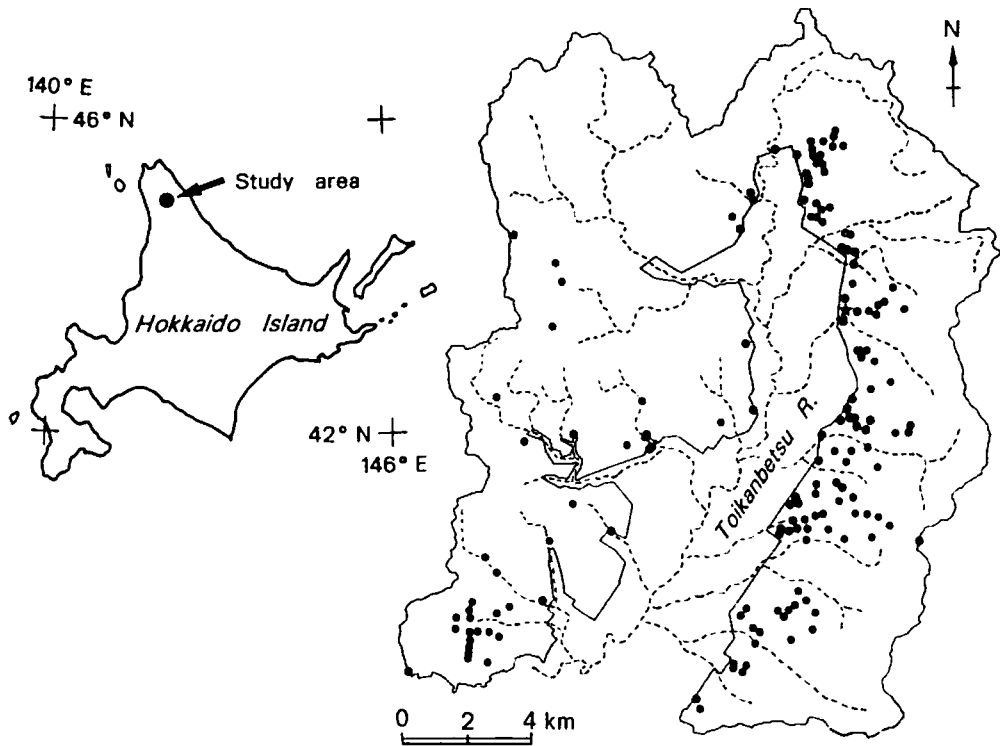 140° E
46° N
Study area
Hokkaido Island
42° N
146° E
N
Toikanbetsu R.
0 2 4 km